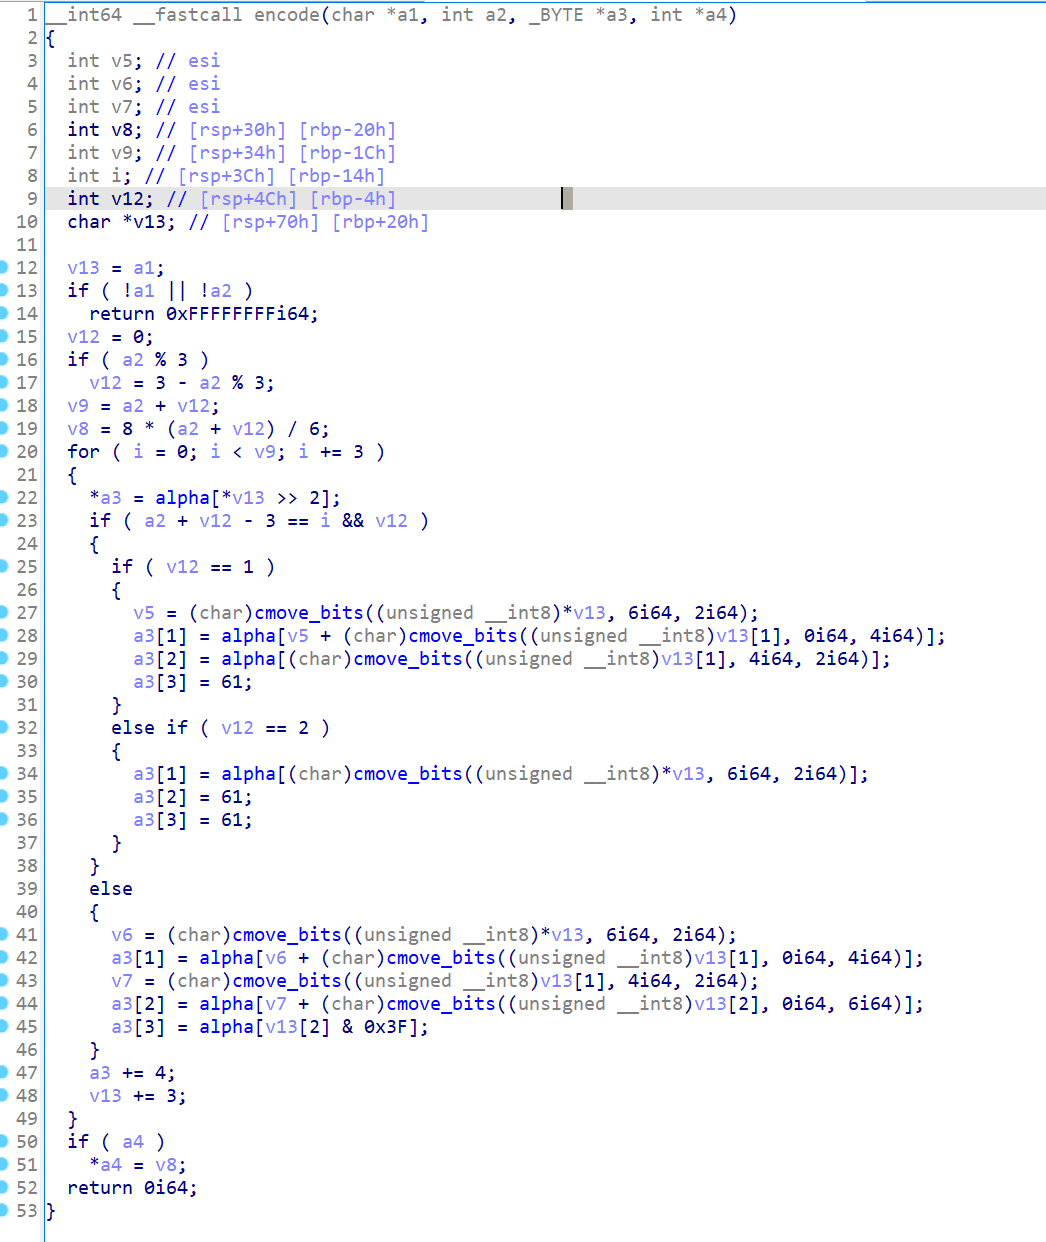 1 __int64 __fastcall encode(char *a1, int a2, _BYTE *a3, int *a4)
2 {
3   int v5; // esi
4   int v6; // esi
5   int v7; // esi
6   int v8; // [rsp+30h] [rbp-20h]
7   int v9; // [rsp+34h] [rbp-1Ch]
8   int i; // [rsp+3Ch] [rbp-14h]
9   int v12; // [rsp+4Ch] [rbp-4h]
10   char *v13; // [rsp+70h] [rbp+20h]
11
12   v13 = a1;
13   if ( !a1 || !a2 )
14     return 0xFFFFFFFFi64;
15   v12 = 0;
16   if ( a2 % 3 )
17     v12 = 3 - a2 % 3;
18   v9 = a2 + v12;
19   v8 = 8 * (a2 + v12) / 6;
20   for ( i = 0; i < v9; i += 3 )
21   {
22     *a3 = alpha[*v13 >> 2];
23     if ( a2 + v12 - 3 == i && v12 )
24     {
25       if ( v12 == 1 )
26       {
27         v5 = (char)cmove_bits((unsigned __int8)*v13, 6i64, 2i64);
28         a3[1] = alpha[v5 + (char)cmove_bits((unsigned __int8)v13[1], 0i64, 4i64)];
29         a3[2] = alpha[(char)cmove_bits((unsigned __int8)v13[1], 4i64, 2i64)];
30         a3[3] = 61;
31       }
32       else if ( v12 == 2 )
33       {
34         a3[1] = alpha[(char)cmove_bits((unsigned __int8)*v13, 6i64, 2i64)];
35         a3[2] = 61;
36         a3[3] = 61;
37       }
38     }
39     else
40     {
41       v6 = (char)cmove_bits((unsigned __int8)*v13, 6i64, 2i64);
42       a3[1] = alpha[v6 + (char)cmove_bits((unsigned __int8)v13[1], 0i64, 4i64)];
43       v7 = (char)cmove_bits((unsigned __int8)v13[1], 4i64, 2i64);
44       a3[2] = alpha[v7 + (char)cmove_bits((unsigned __int8)v13[2], 0i64, 6i64)];
45       a3[3] = alpha[v13[2] & 0x3F];
46     }
47     a3 += 4;
48     v13 += 3;
49   }
50   if ( a4 )
51     *a4 = v8;
52   return 0i64;
53 }